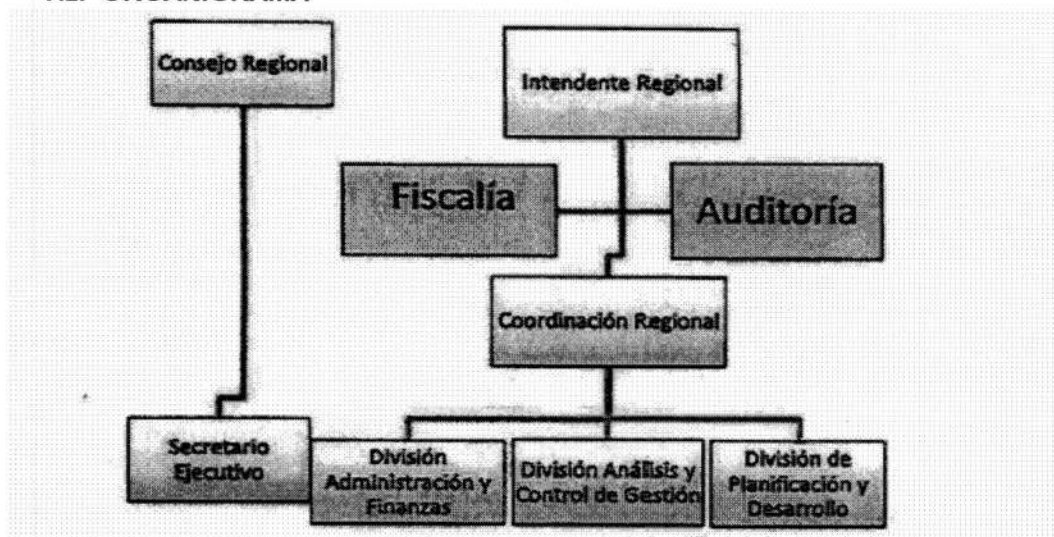 Consejo Regional
Intendente Regional
Fiscalía
Auditoría
Coordinación Regional
Secretario
Ejecutivo
División
Administración y
Finanzas
División Análisis y
Control de Gestión
División de
Planificación y
Desarrollo